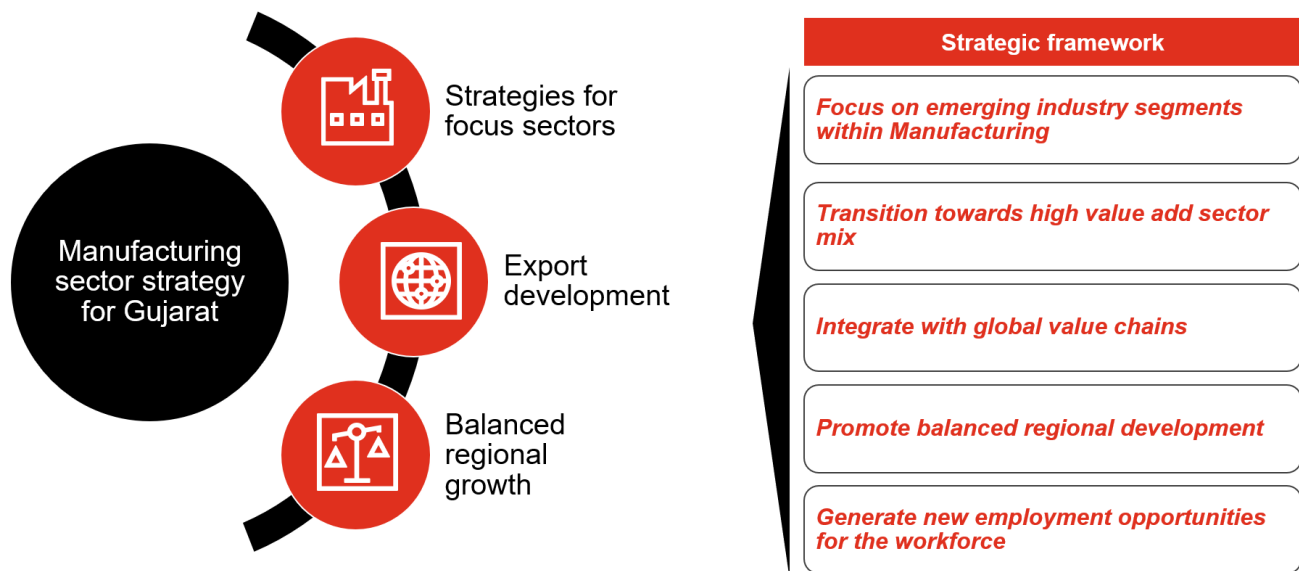 Manufacturing
sector strategy
for Gujarat
Strategies for
focus sectors
Export
development
Balanced
regional
growth
Strategic framework
Focus on emerging industry segments
within Manufacturing
Transition towards high value add sector
mix
Integrate with global value chains
Promote balanced regional development
Generate new employment opportunities
for the workforce